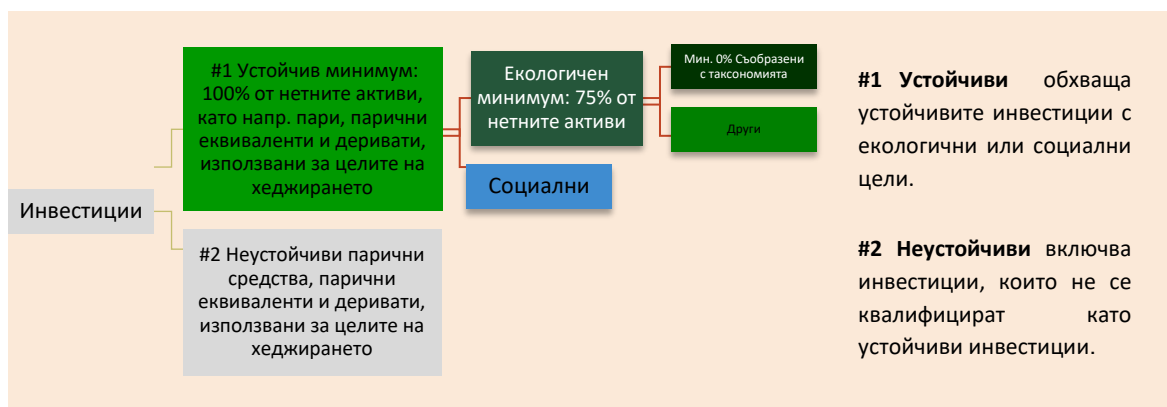 Инвестиции
#1 Устойчив минимум:
100% от нетните активи,
като напр. пари, парични
еквиваленти и деривати,
използвани за целите на
хеджирането
#2 Неустойчиви парични
средства, парични
еквиваленти и деривати,
използвани за целите на
хеджирането
Екологичен
минимум: 75% от
нетните активи
Социални
Мин. 0% Съобразени
с таксономията
Други
#1 Устойчиви обхваща
устойчивите инвестиции с
екологични или социални
цели.
#2 Неустойчиви включва
инвестиции, които не се
квалифицират като
устойчиви инвестиции.